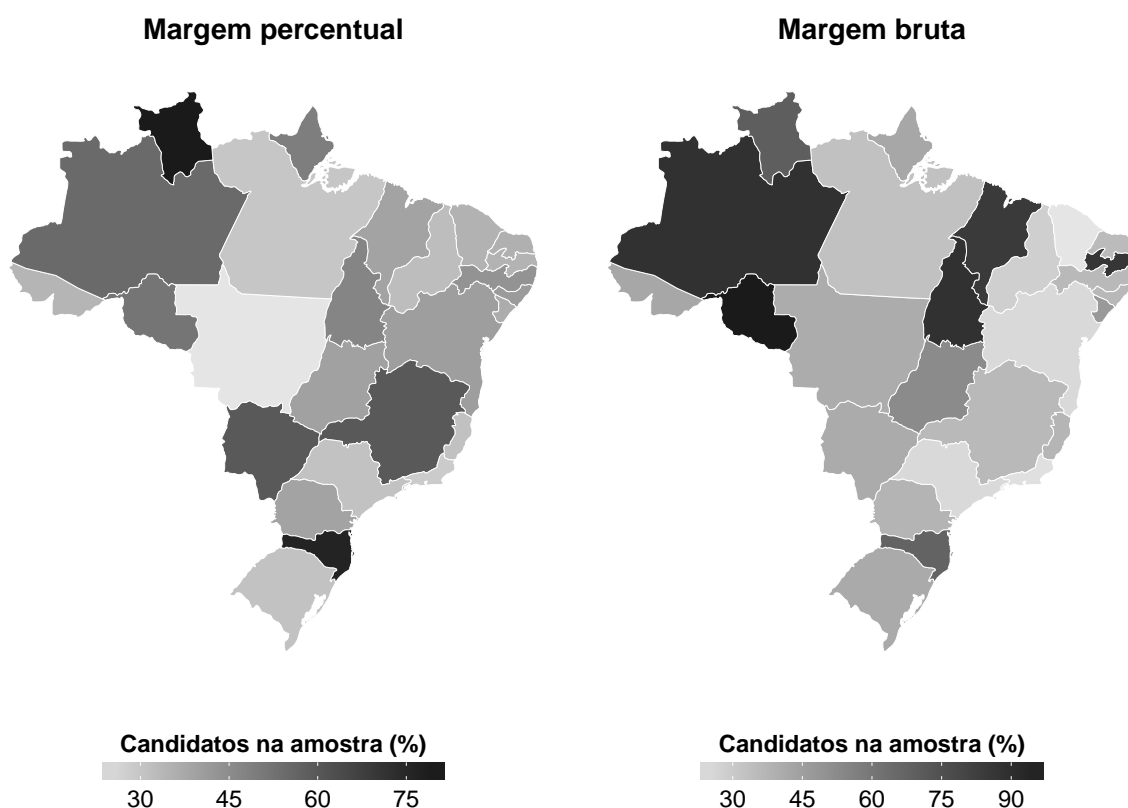 Margem percentual
Margem bruta
Candidatos na amostra (%)
30 45 60 75
Candidatos na amostra (%)
30 45 60 75 90